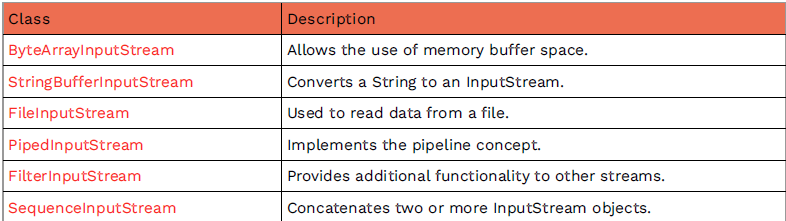 Class Description
ByteArrayInputStream Allows the use of memory buffer space.
StringBufferInputStream Converts a String to an InputStream.
FileInputStream Used to read data from a file.
PipedInputStream Implements the pipeline concept.
FilterInputStream Provides additional functionality to other streams.
SequenceInputStream Concatenates two or more InputStream objects.